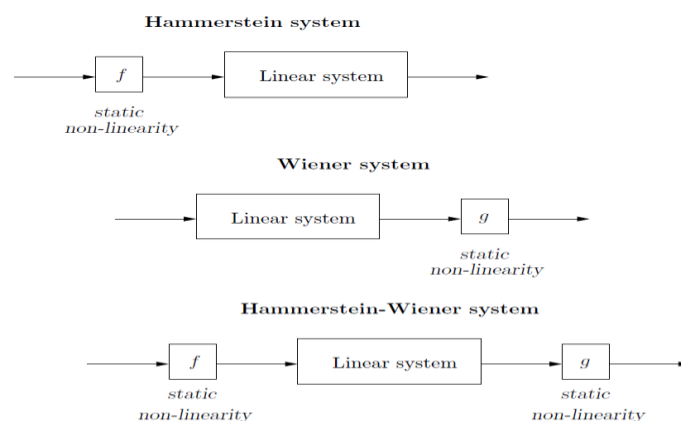 Hammerstein system
f
Linear system
static
non-linearity
Wiener system
Linear system
g
static
non-linearity
Hammerstein-Wiener system
f
Linear system
g
static
non-linearity
static
non-linearity